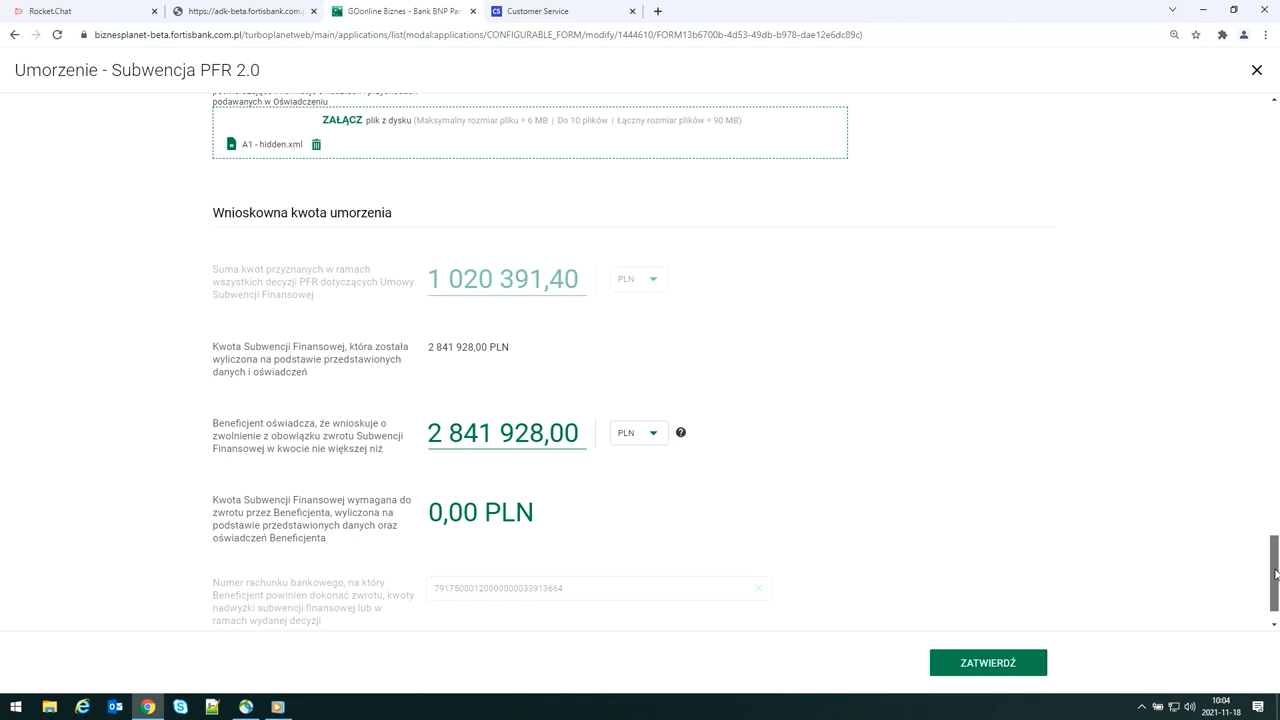 Rocket.Chat
https://adk-beta.fortisbank.com.p
GOonline Biznes - Bank BNP Par
CS Customer Service
biznesplanet-beta.fortisbank.com.pl/turboplanetweb/main/applications/list(modal:applications/CONFIGURABLE_FORM/modify/1444610/FORM13b6700b-4d53-49db-b978-dae12e6dc89c)
Umorzenie - Subwencja PFR 2.0
podawanych w Oświadczeniu
ZAŁĄCZ plik z dysku (Maksymalny rozmiar pliku = 6 MB | Do 10 plików | Łączny rozmiar plików = 90 MB)
A1 - hidden.xml
Wnioskowna kwota umorzenia
Suma kwot przyznanych w ramach
wszystkich decyzji PFR dotyczących Umowy
Subwencji Finansowej
1 020 391,40
PLN
Kwota Subwencji Finansowej, która została
wyliczona na podstawie przedstawionych
danych i oświadczeń
2 841 928,00 PLN
Beneficjent oświadcza, że wnioskuje o
zwolnienie z obowiązku zwrotu Subwencji
Finansowej w kwocie nie większej niż
2 841 928,00
PLN
?
Kwota Subwencji Finansowej wymagana do
zwrotu przez Beneficjenta, wyliczona na
podstawie przedstawionych danych oraz
oświadczeń Beneficjenta
0,00 PLN
Numer rachunku bankowego, na który
Beneficjent powinien dokonać zwrotu, kwoty
nadwyżki subwencji finansowej lub w
ramach wydanej decyzji
79175000120000000033913664
ZATWIERDŹ
10:04
2021-11-18